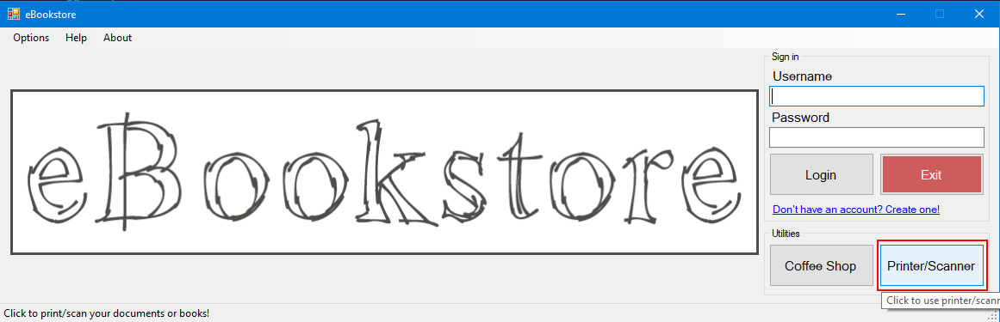 eBookstore
Options Help About
eBookstore
Sign in
Username
Password
Login Exit
Don't have an account? Create one!
Utilities
Coffee Shop Printer/Scanner
Click to use printer/scann
Click to print/scan your documents or books!